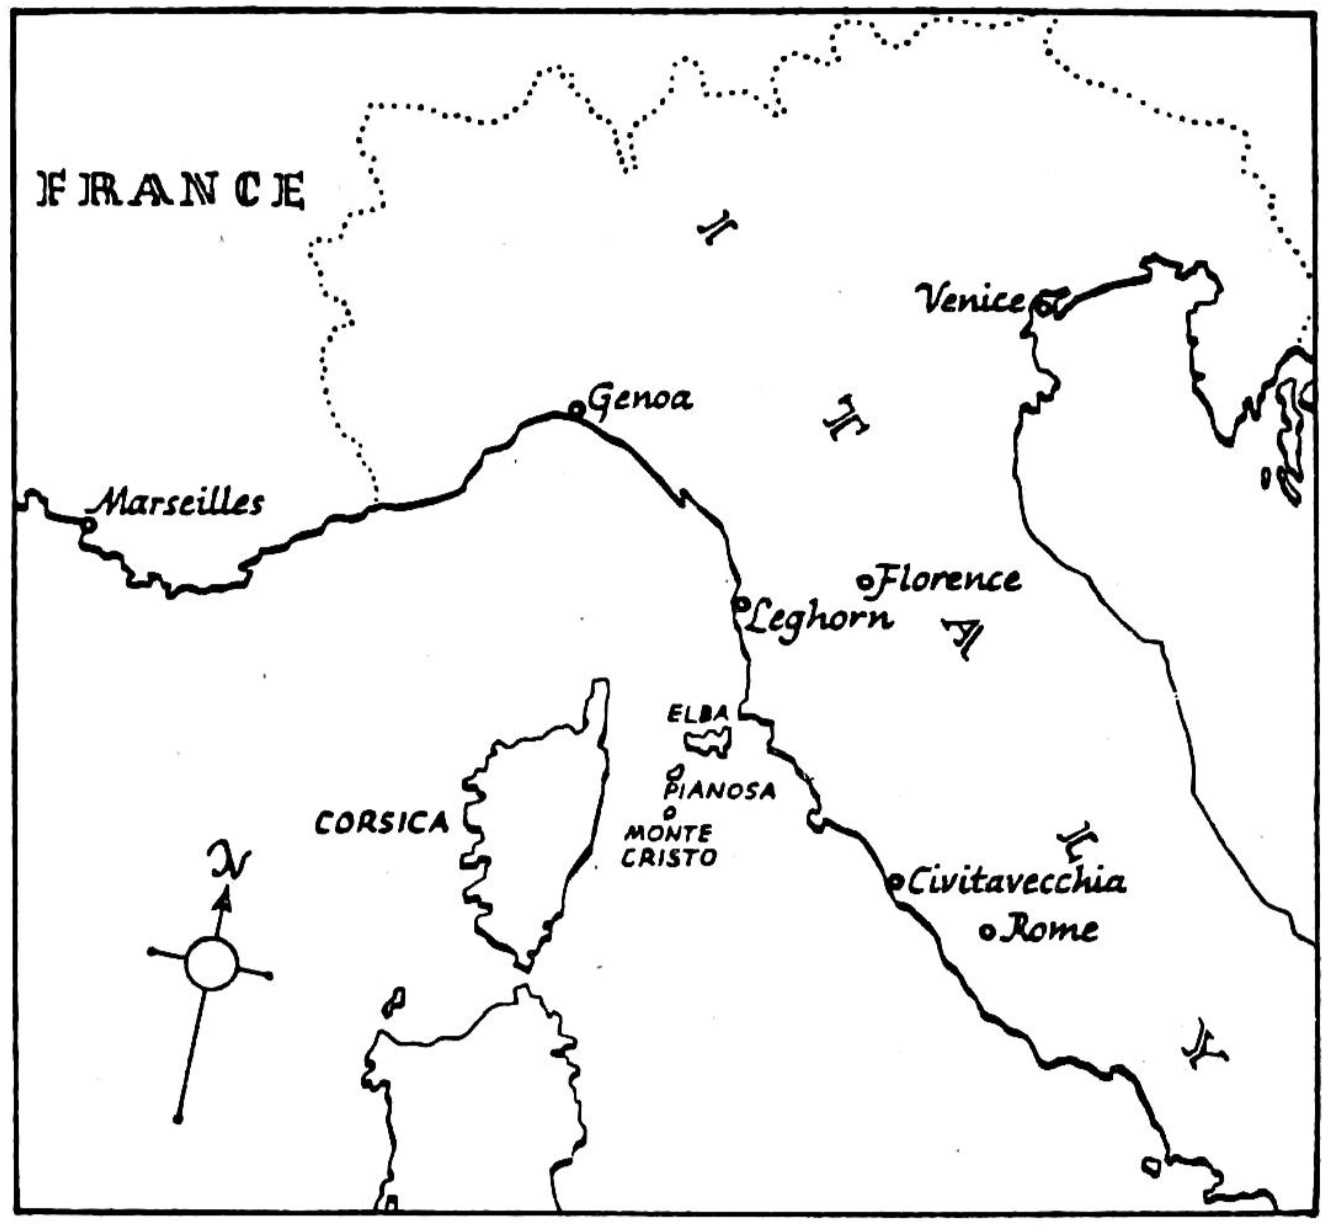 FRANCE
I
Venice
Genoa
T
Marseilles
Florence
Leghorn
A
ELBA
PIANOSA
CORSICA
MONTE
CRISTO
L
N
Civitavecchia
Rome
Y